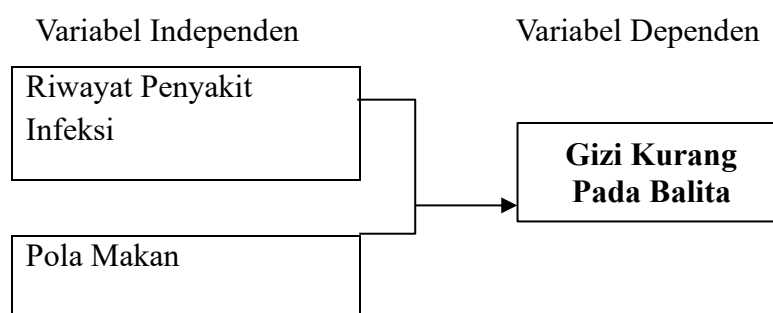 Variabel Independen
Variabel Dependen
Riwayat Penyakit
Infeksi
Gizi Kurang
Pada Balita
Pola Makan